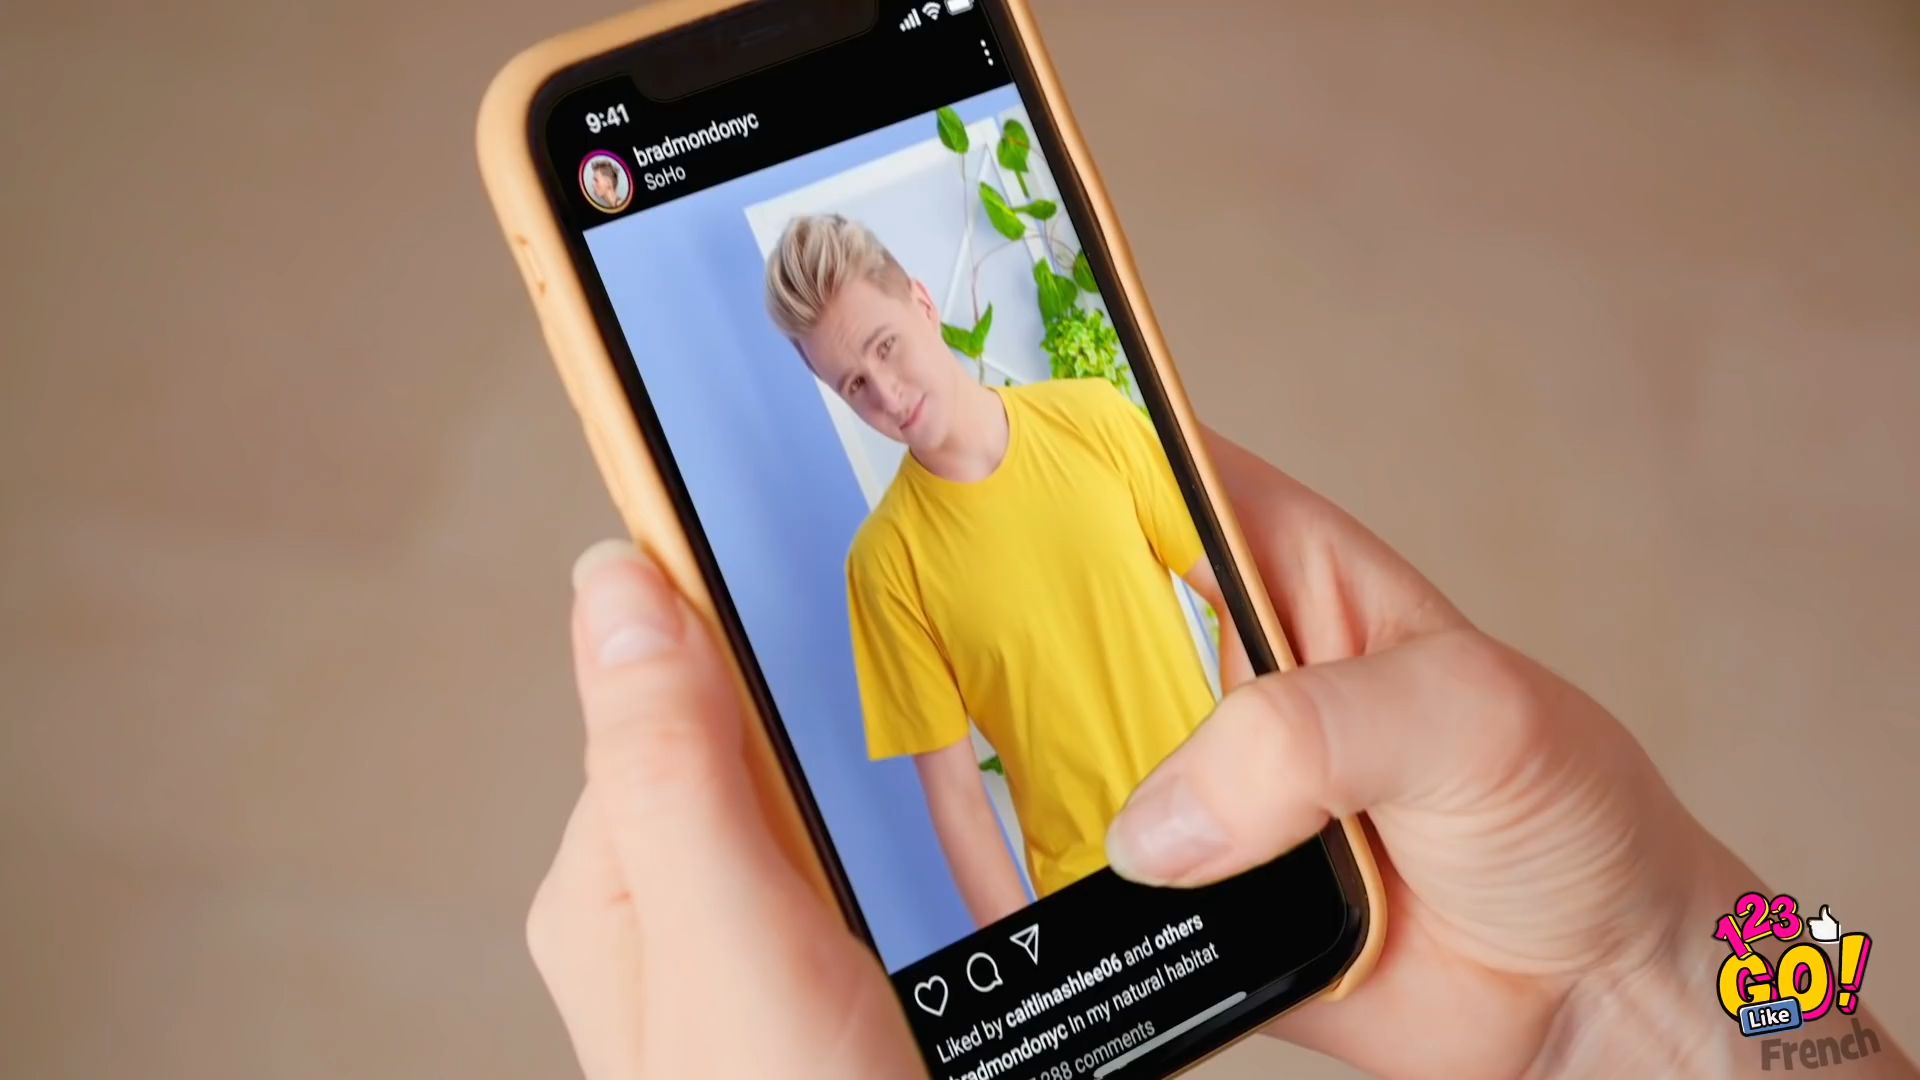 9:41
bradmondonyc
SoHo
Liked by caitlinashlee06 and others
bradmondonyc In my natural habitat
288 comments
123
GO!
Like
French